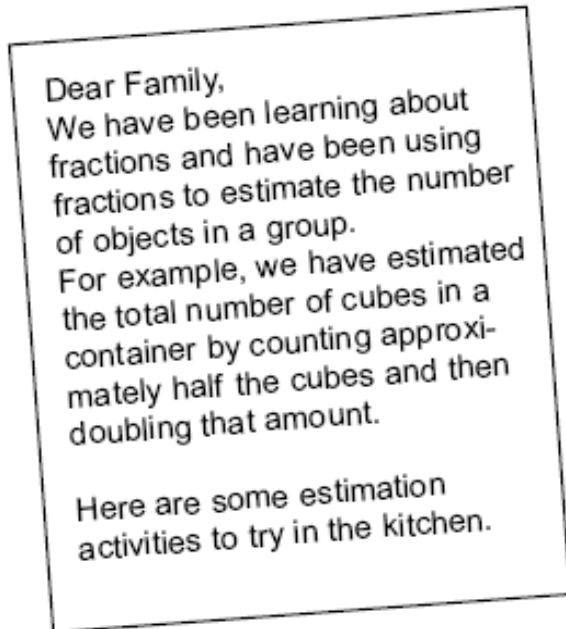 Dear Family,
We have been learning about
fractions and have been using
fractions to estimate the number
of objects in a group.
For example, we have estimated
the total number of cubes in a
container by counting approxi-
mately half the cubes and then
doubling that amount.
Here are some estimation
activities to try in the kitchen.